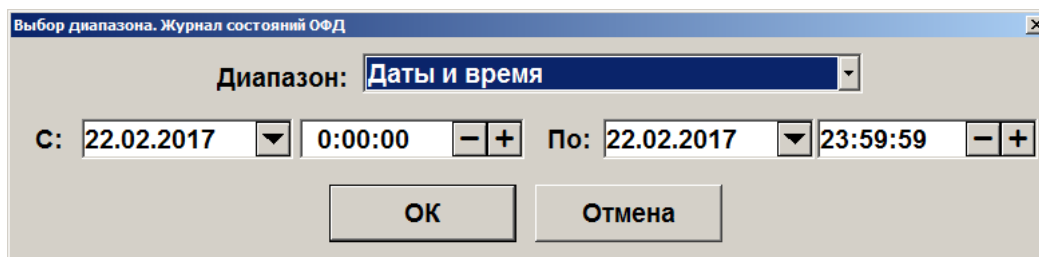 Выбор диапазона. Журнал состояний ОФД
Диапазон: Даты и время
С: 22.02.2017 0:00:00 По: 22.02.2017 23:59:59
ОК Отмена